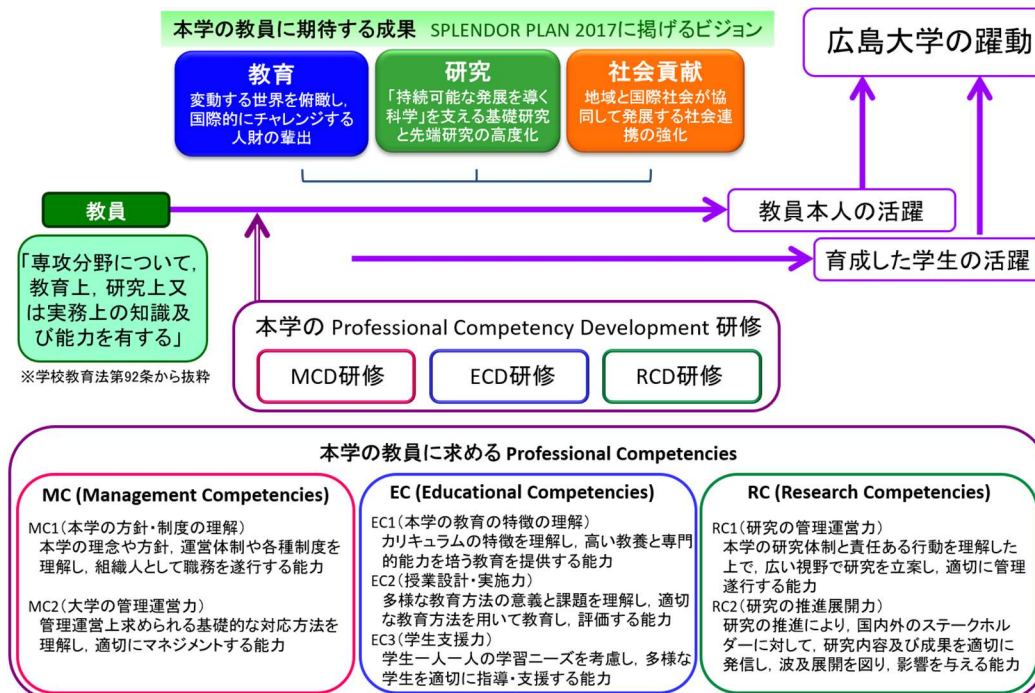 本学の教員に期待する成果 SPLENDOR PLAN 2017に掲げるビジョン
広島大学の躍動
教育
変動する世界を俯瞰し,
国際的にチャレンジする
人財の輩出
研究
「持続可能な発展を導く
科学」を支える基礎研究
と先端研究の高度化
社会貢献
地域と国際社会が協
同して発展する社会連
携の強化
教員
教員本人の活躍
育成した学生の活躍
「専攻分野について,
教育上, 研究上又
は実務上の知識及
び能力を有する」
※学校教育法第92条から抜粋
本学の Professional Competency Development 研修
MCD研修
ECD研修
RCD研修
本学の教員に求める Professional Competencies
MC (Management Competencies)
MC1(本学の方針・制度の理解)
本学の理念や方針, 運営体制や各種制度を
理解し, 組織人として職務を遂行する能力
MC2(大学の管理運営力)
管理運営上求められる基礎的な対応方法を
理解し, 適切にマネジメントする能力
EC (Educational Competencies)
EC1(本学の教育の特徴の理解)
カリキュラムの特徴を理解し, 高い教養と専門
的能力を培う教育を提供する能力
EC2(授業設計・実施力)
多様な教育方法の意義と課題を理解し, 適切
な教育方法を用いて教育し, 評価する能力
EC3(学生支援力)
学生一人一人の学習ニーズを考慮し, 多様な
学生を適切に指導・支援する能力
RC (Research Competencies)
RC1(研究の管理運営力)
本学の研究体制と責任ある行動を理解した
上で, 広い視野で研究を立案し, 適切に管理
遂行する能力
RC2(研究の推進展開力)
研究の推進により, 国内外のステークホル
ダーに対して, 研究内容及び成果を適切に
発信し, 波及展開を図り, 影響を与える能力